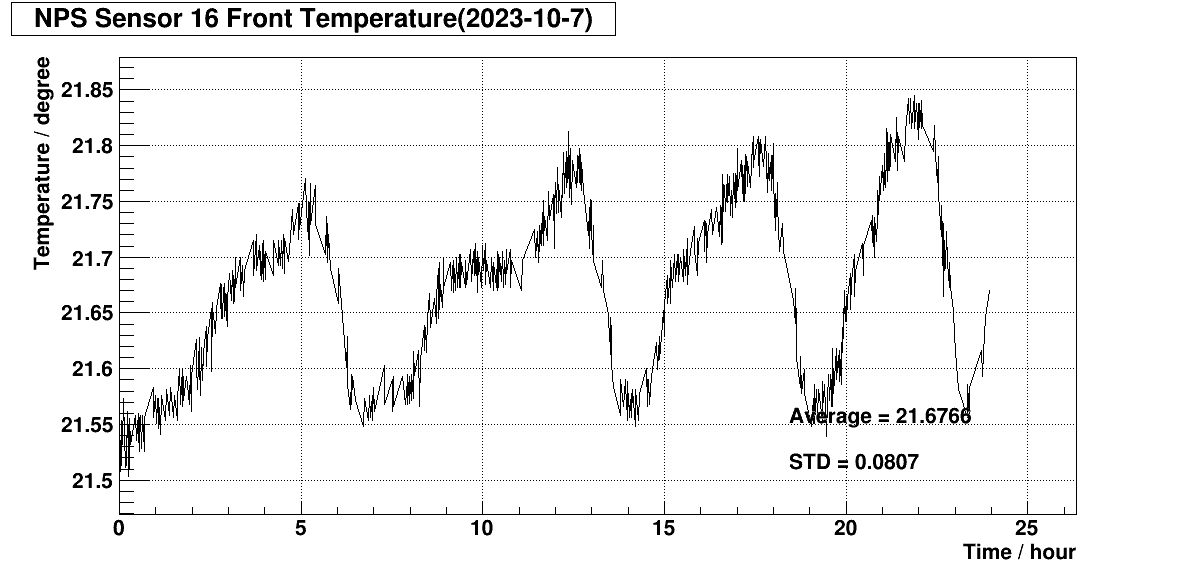 NPS Sensor 16 Front Temperature(2023-10-7)
Temperature / degree
21.85
21.8
21.75
21.7
21.65
21.6
21.55
21.5
Average = 21.6766
STD = 0.0807
0 5 10 15 20 25
Time / hour